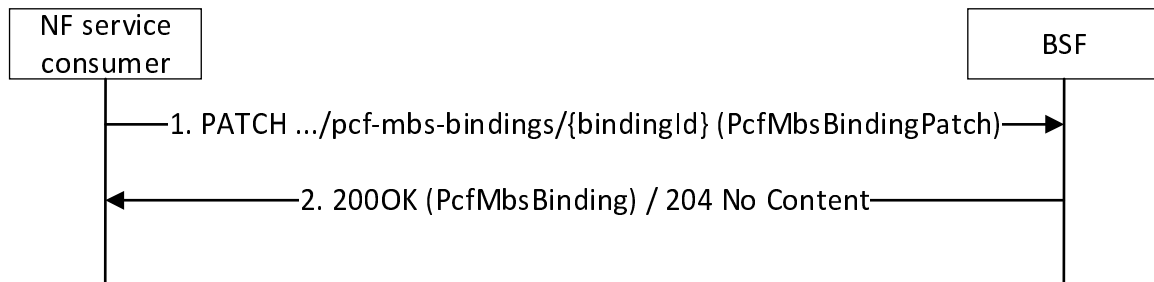 NF service
consumer
BSF
1. PATCH .../pcf-mbs-bindings/{bindingId} (PcfMbsBindingPatch)
2. 200OK (PcfMbsBinding) / 204 No Content